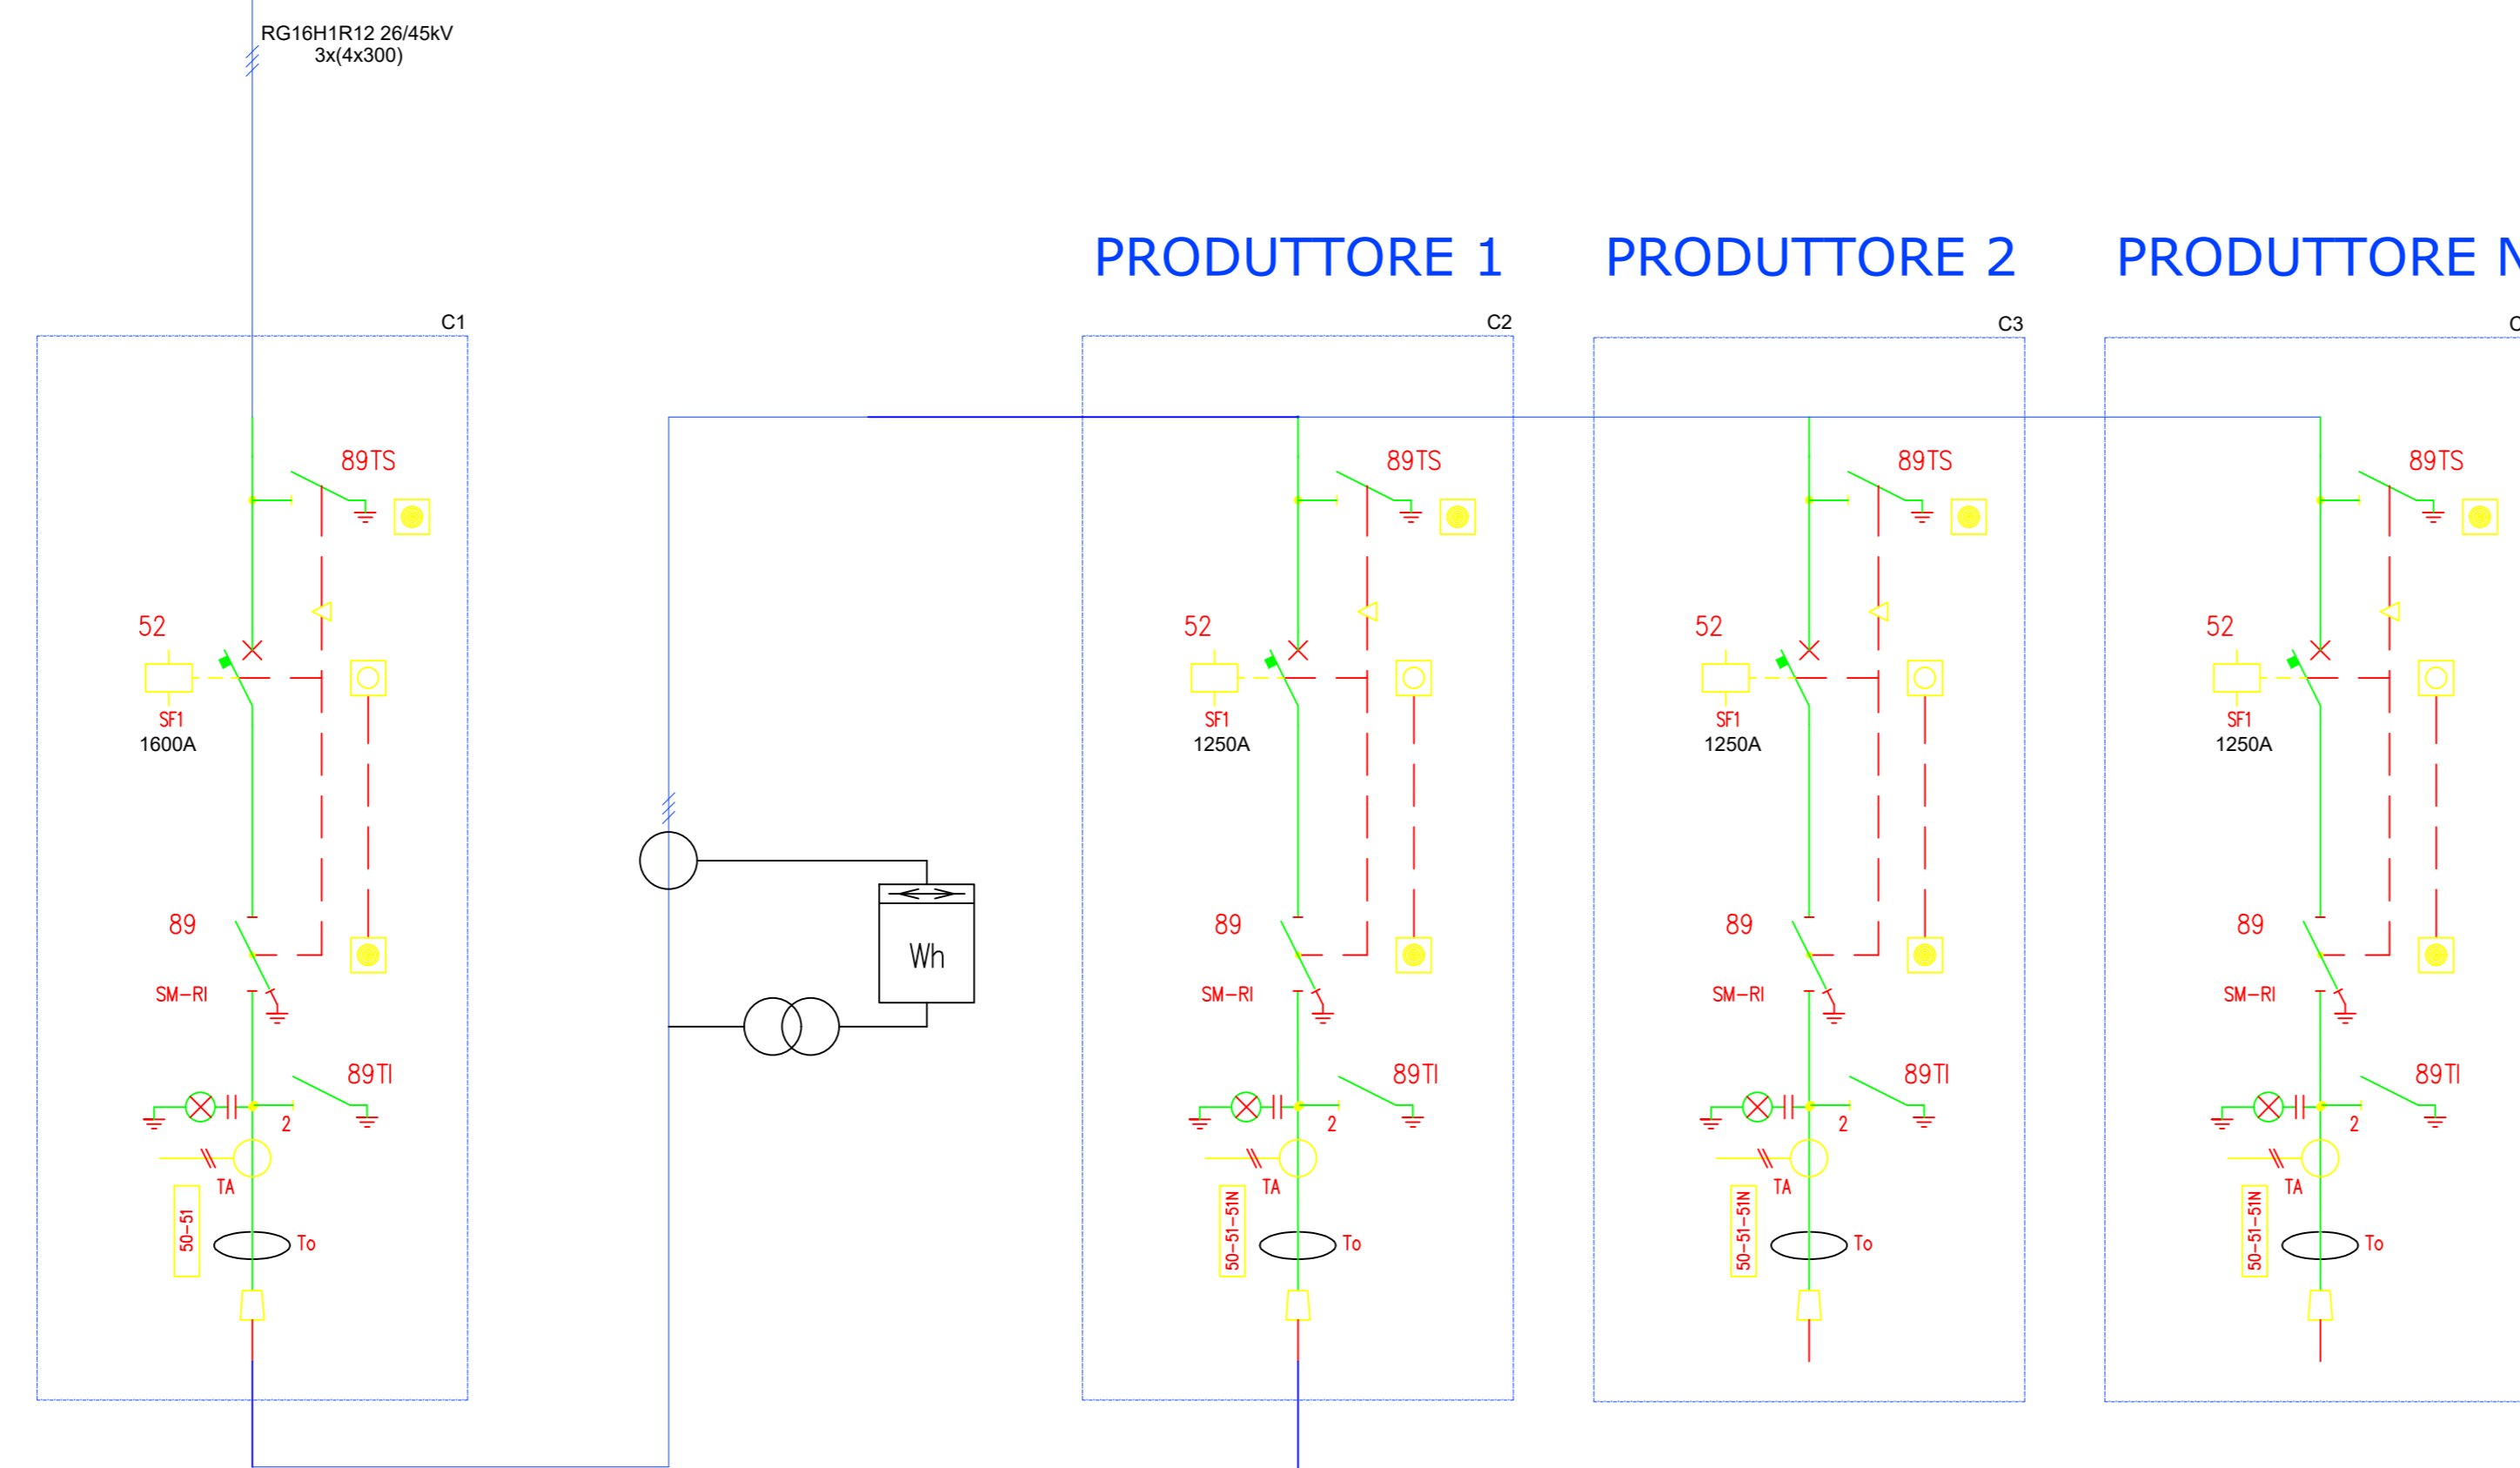 RG16H1R12 26/45kV
3x(4x300)
PRODUTTORE 1
PRODUTTORE 2
PRODUTTORE N
C1
C2
C3
C
89TS
89TS
89TS
89TS
52
52
52
52
SF1
SF1
SF1
SF1
1600A
1250A
1250A
1250A
89
89
89
89
Wh
SM-RI
SM-RI
SM-RI
SM-RI
89TI
89TI
89TI
89TI
2
2
2
2
TA
TA
TA
TA
50-51
50-51-51N
50-51-51N
50-51-51N
To
To
To
To